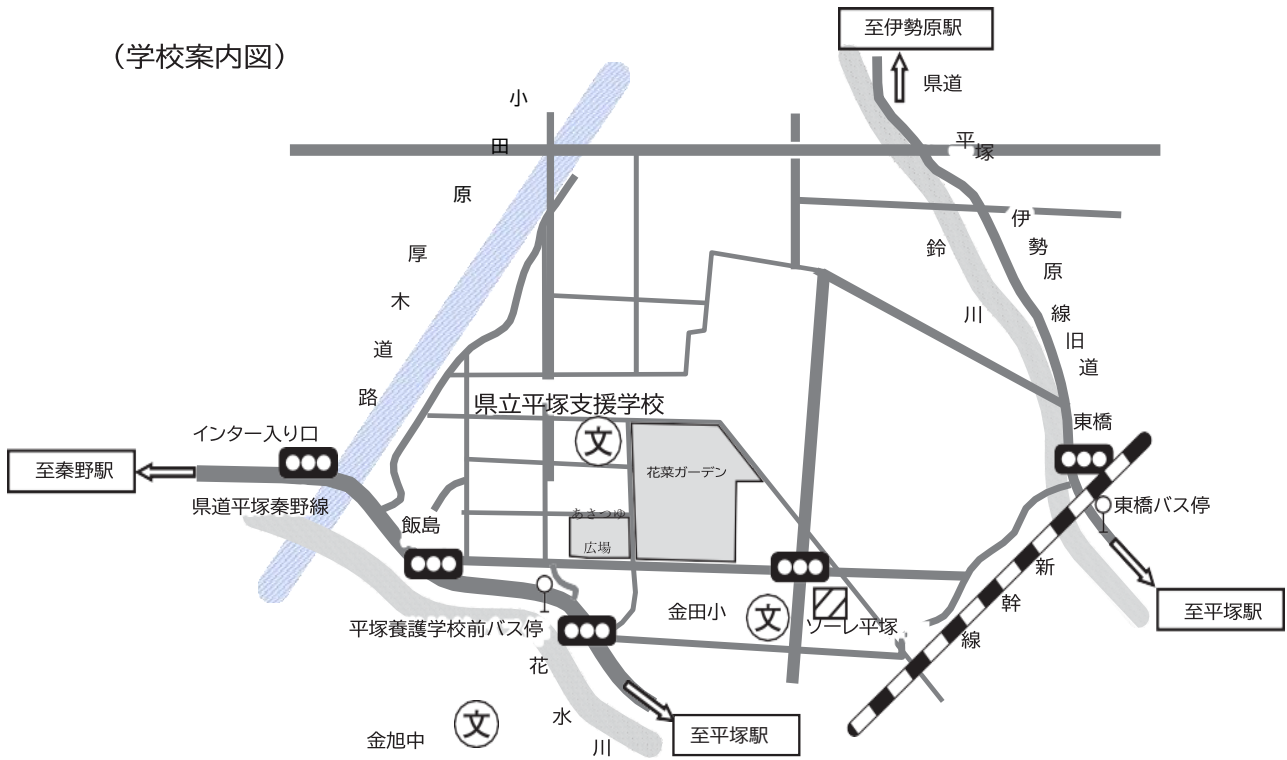 （学校案内図）
至伊勢原駅
県道
平塚伊勢原線旧道
小田原厚木道路
鈴川
県立平塚支援学校
文
花菜ガーデン
東橋
インター入り口
至秦野駅
県道平塚秦野線
飯島
あさつゆ
広場
東橋バス停
新幹線
金田小
文
ソーレ平塚
至平塚駅
平塚養護学校前バス停
花水川
金旭中
文
至平塚駅